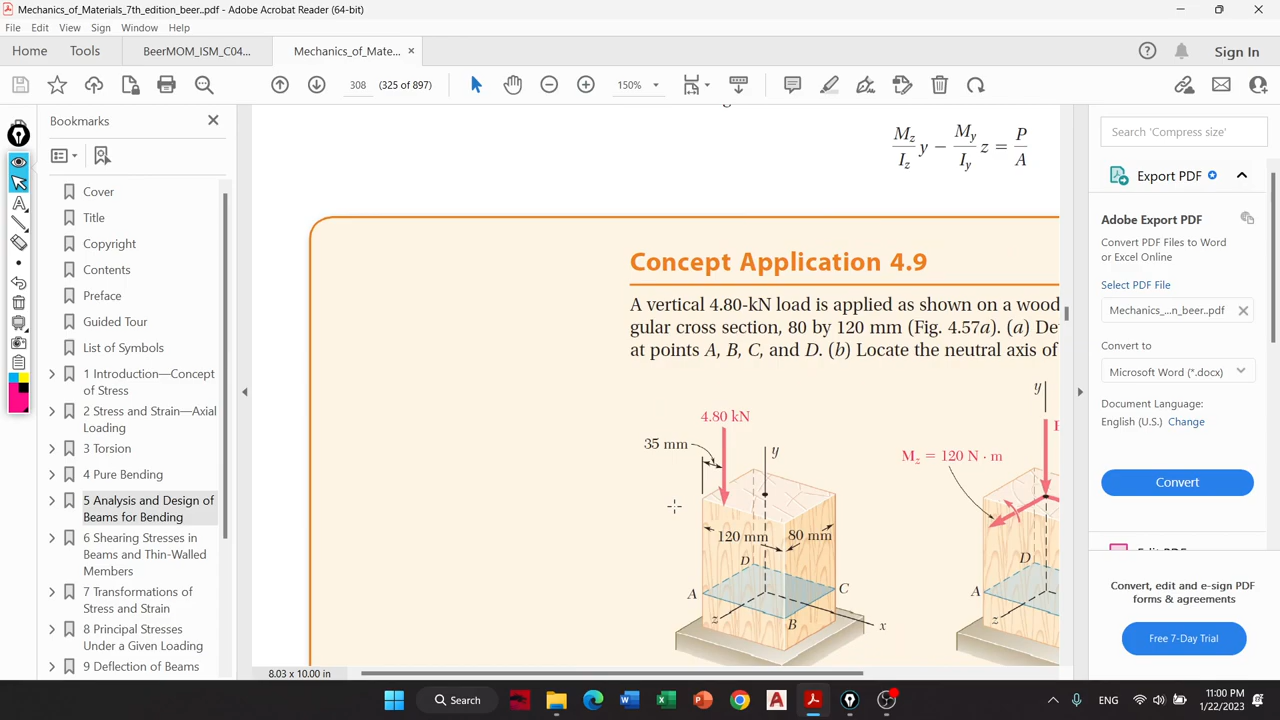 Mechanics_of_Materials_7th_edition_beer..pdf - Adobe Acrobat Reader (64-bit)
File Edit View Sign Window Help
Home Tools BeerMOM_ISM_C04... Mechanics_of_Mate... Sign In
308 (325 of 897) 150%
Bookmarks
Cover
Title
Copyright
Contents
Preface
Guided Tour
List of Symbols
1 Introduction—Concept
of Stress
2 Stress and Strain—Axial
Loading
3 Torsion
4 Pure Bending
5 Analysis and Design of
Beams for Bending
6 Shearing Stresses in
Beams and Thin-Walled
Members
7 Transformations of
Stress and Strain
8 Principal Stresses
Under a Given Loading
9 Deflection of Beams
M_z/I_z y − M_y/I_y z = P/A
Concept Application 4.9
A vertical 4.80-kN load is applied as shown on a wood
gular cross section, 80 by 120 mm (Fig. 4.57a). (a) De
at points A, B, C, and D. (b) Locate the neutral axis of
4.80 kN
35 mm
y
120 mm
80 mm
D
A
C
z
B
x
y
M_z = 120 N · m
D
A
z
8.03 x 10.00 in
Search 'Compress size'
Export PDF
Adobe Export PDF
Convert PDF Files to Word
or Excel Online
Select PDF File
Mechanics_...n_beer..pdf
Convert to
Microsoft Word (*.docx)
Document Language:
English (U.S.) Change
Convert
Convert, edit and e-sign PDF
forms & agreements
Free 7-Day Trial
Search
ENG
11:00 PM
1/22/2023